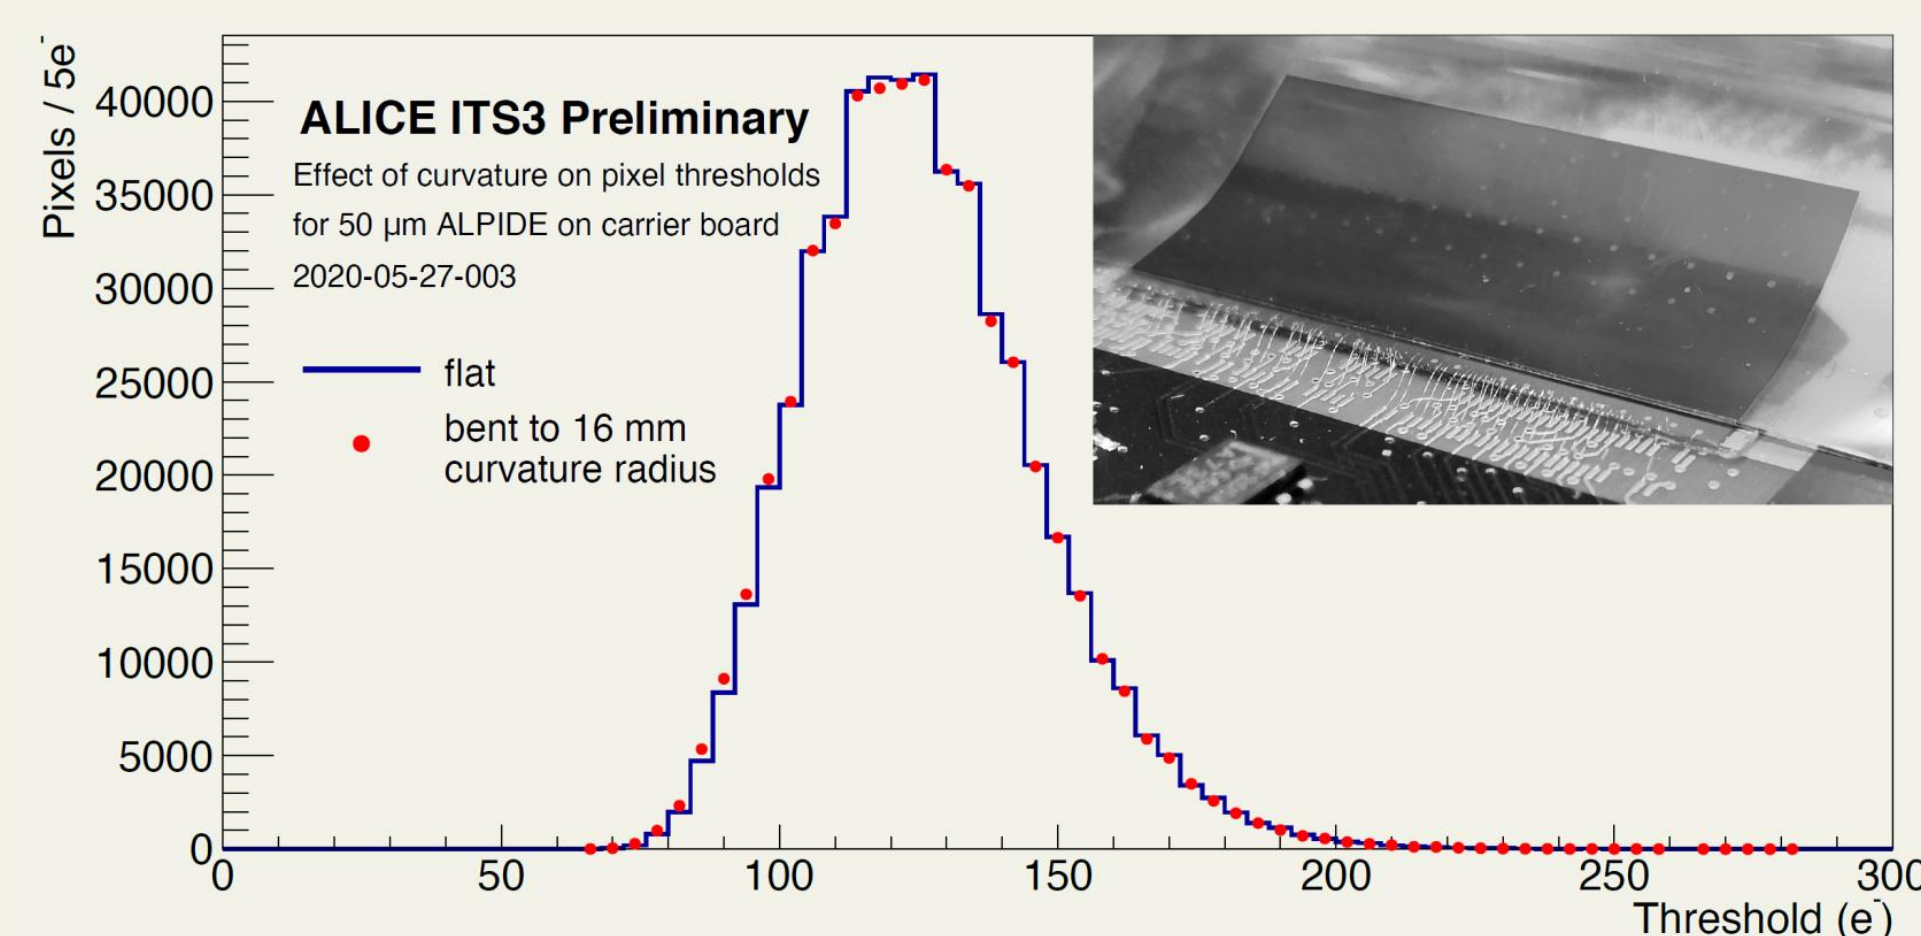 Pixels / 5e⁻
40000
35000
30000
25000
20000
15000
10000
5000
0
ALICE ITS3 Preliminary
Effect of curvature on pixel thresholds
for 50 μm ALPIDE on carrier board
2020-05-27-003
flat
bent to 16 mm
curvature radius
0 50 100 150 200 250 300
Threshold (e⁻)